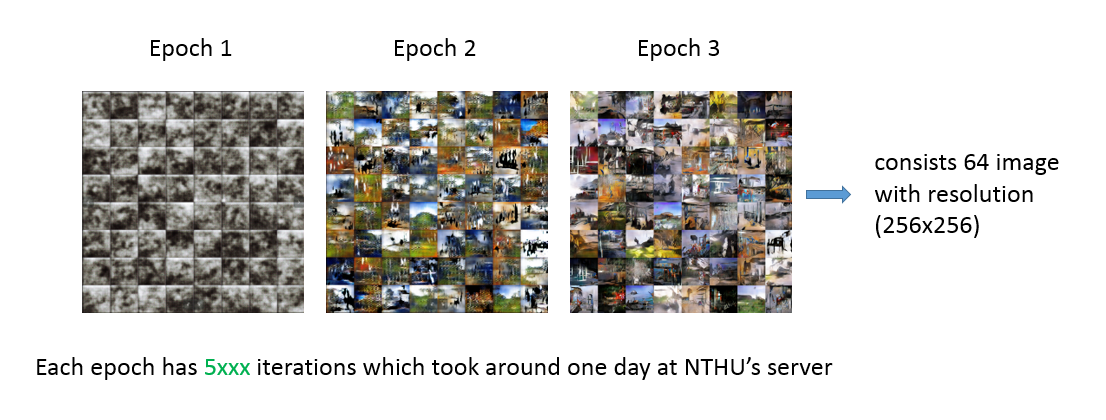 Epoch 1
Epoch 2
Epoch 3
consists 64 image
with resolution
(256x256)
Each epoch has 5xxx iterations which took around one day at NTHU’s server